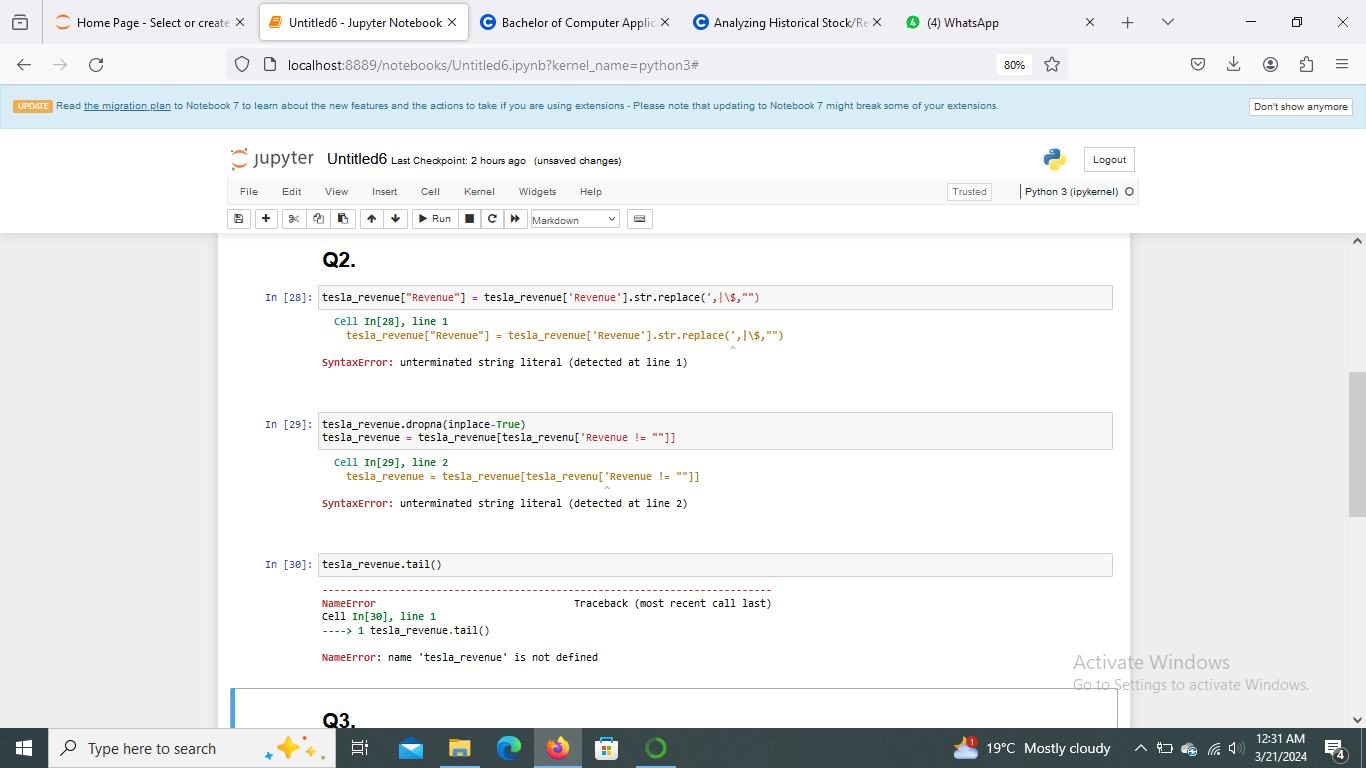 Home Page - Select or create
Untitled6 - Jupyter Notebook
Bachelor of Computer Applic
Analyzing Historical Stock/Re
(4) WhatsApp
localhost:8889/notebooks/Untitled6.ipynb?kernel_name=python3#
80%
UPDATE Read the migration plan to Notebook 7 to learn about the new features and the actions to take if you are using extensions - Please note that updating to Notebook 7 might break some of your extensions.
Don't show anymore
jupyter Untitled6 Last Checkpoint: 2 hours ago (unsaved changes)
Logout
File Edit View Insert Cell Kernel Widgets Help
Trusted
Python 3 (ipykernel)
Run
Markdown
Q2.
In [28]: tesla_revenue["Revenue"] = tesla_revenue['Revenue'].str.replace(',|\$,"")
Cell In[28], line 1
tesla_revenue["Revenue"] = tesla_revenue['Revenue'].str.replace(',|\$,"")
^
SyntaxError: unterminated string literal (detected at line 1)
In [29]: tesla_revenue.dropna(inplace-True)
tesla_revenue = tesla_revenue[tesla_revenu['Revenue != ""]]
Cell In[29], line 2
tesla_revenue = tesla_revenue[tesla_revenu['Revenue != ""]]
^
SyntaxError: unterminated string literal (detected at line 2)
In [30]: tesla_revenue.tail()
---------------------------------------------------------------------------
NameError Traceback (most recent call last)
Cell In[30], line 1
----> 1 tesla_revenue.tail()
NameError: name 'tesla_revenue' is not defined
Activate Windows
Go to Settings to activate Windows.
Q3.
Type here to search
1
19°C Mostly cloudy
12:31 AM
3/21/2024
4